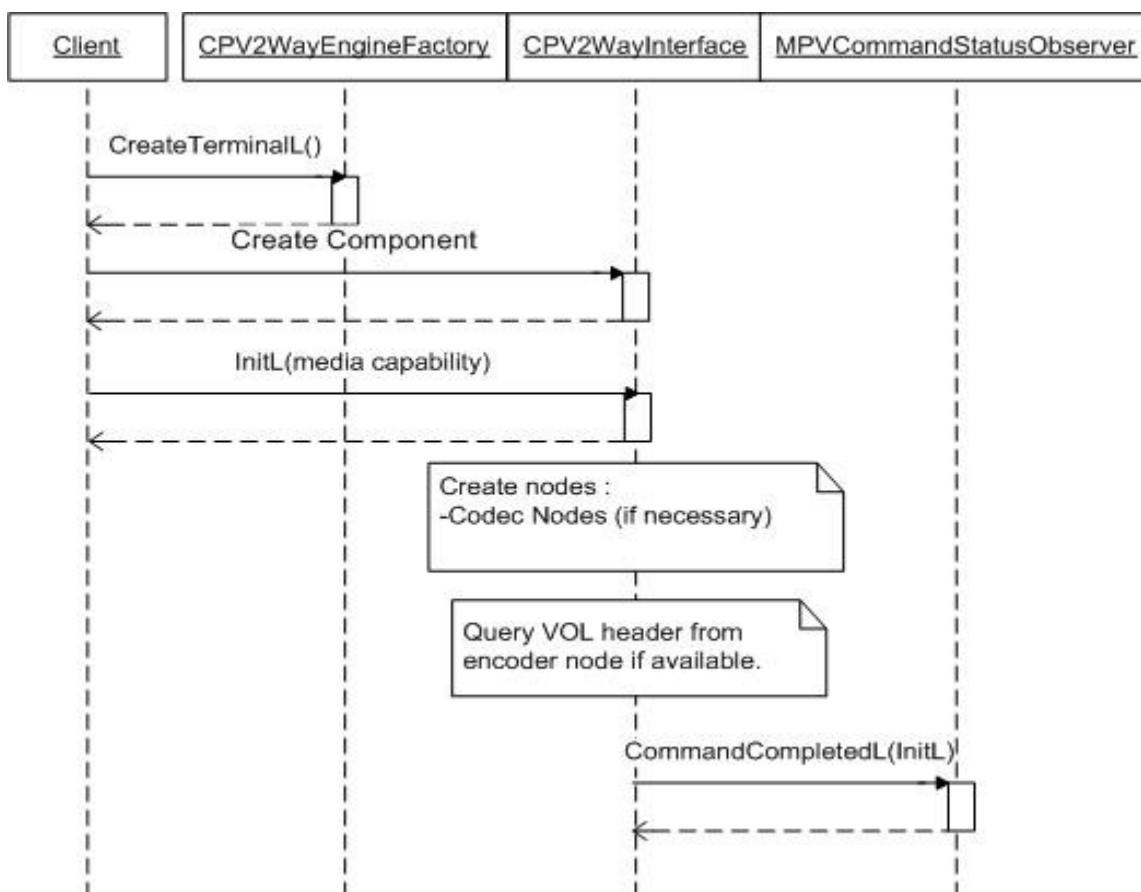 Client
CPV2WayEngineFactory
CPV2WayInterface
MPVCommandStatusObserver
CreateTerminalL()
Create Component
InitL(media capability)
Create nodes :
-Codec Nodes (if necessary)
Query VOL header from
encoder node if available.
CommandCompletedL(InitL)